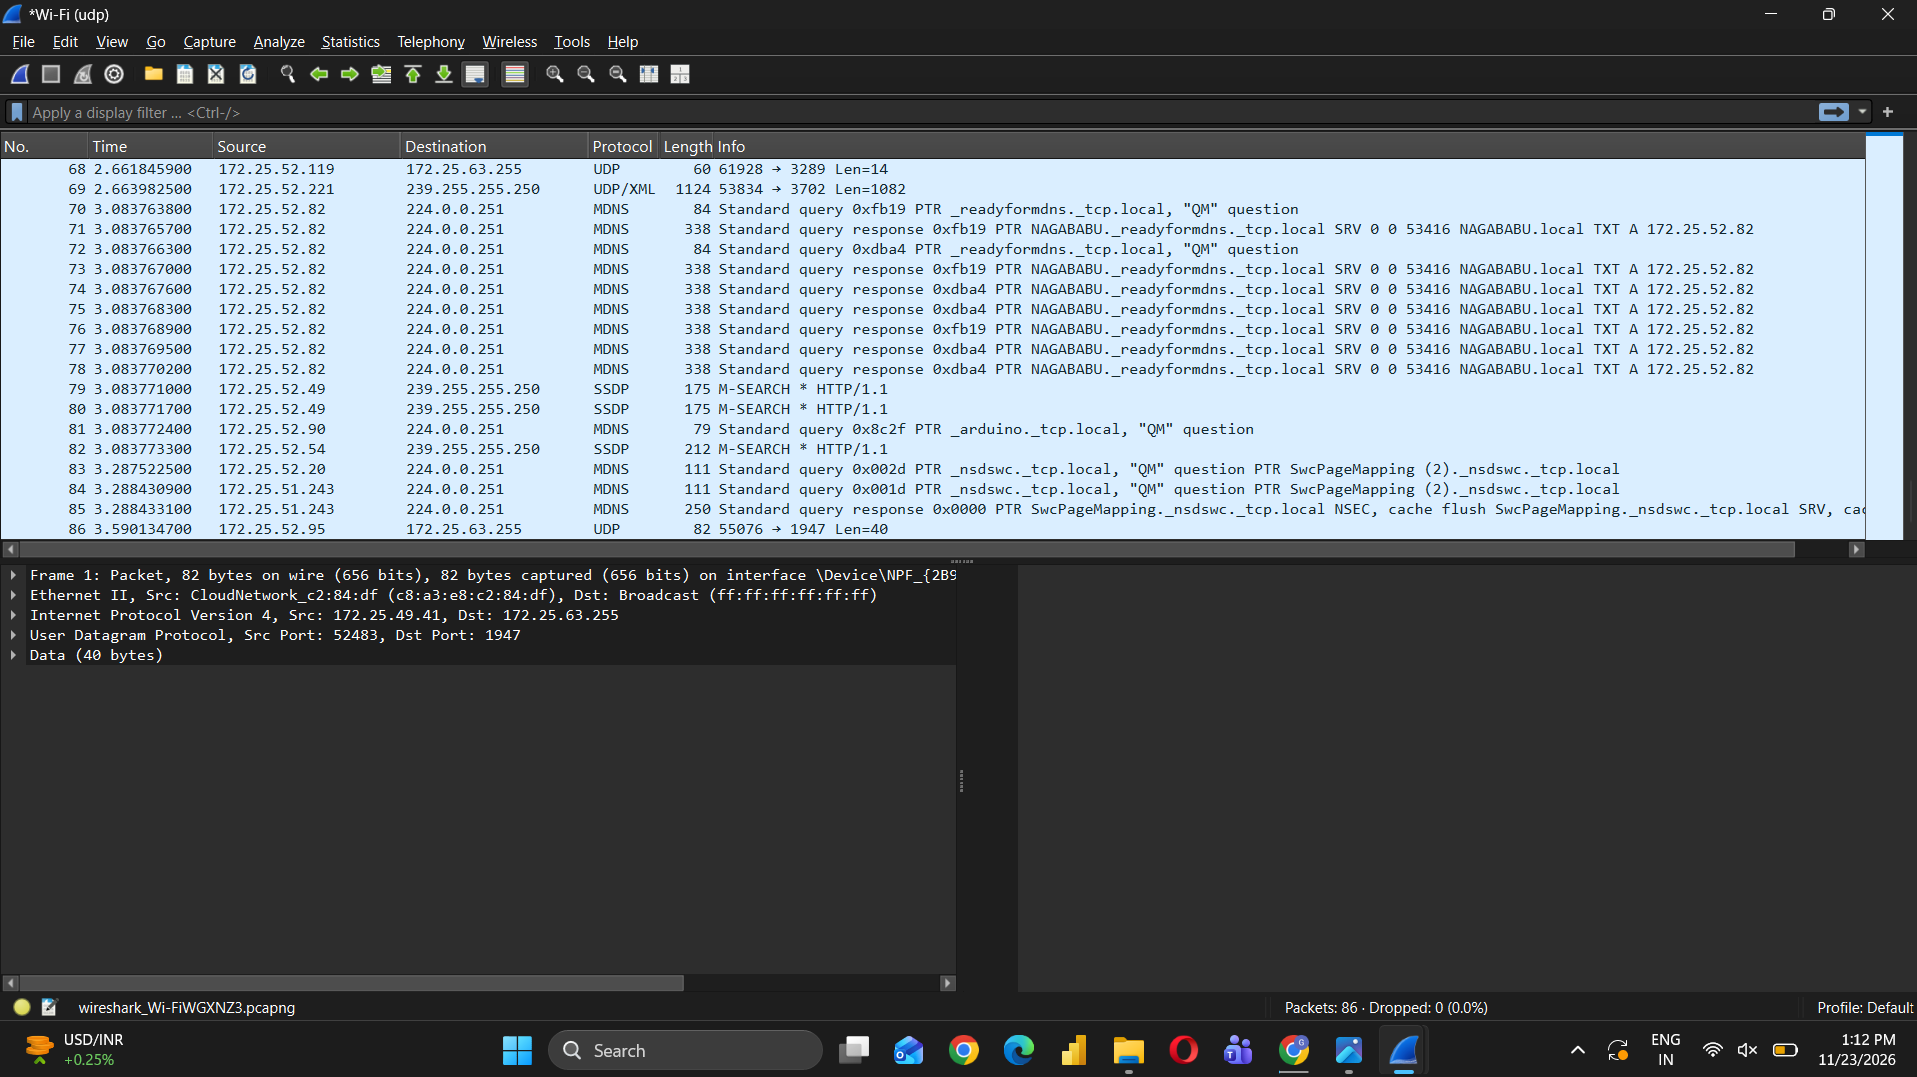 *Wi-Fi (udp)
File Edit View Go Capture Analyze Statistics Telephony Wireless Tools Help
Apply a display filter ... <Ctrl-/>
No. Time Source Destination Protocol Length Info
68 2.661845900 172.25.52.119 172.25.63.255 UDP 60 61928 → 3289 Len=14
69 2.663982500 172.25.52.221 239.255.255.250 UDP/XML 1124 53834 → 3702 Len=1082
70 3.083763800 172.25.52.82 224.0.0.251 MDNS 84 Standard query 0xfb19 PTR _readyformdns._tcp.local, "QM" question
71 3.083765700 172.25.52.82 224.0.0.251 MDNS 338 Standard query response 0xfb19 PTR NAGABABU._readyformdns._tcp.local SRV 0 0 53416 NAGABABU.local TXT A 172.25.52.82
72 3.083766300 172.25.52.82 224.0.0.251 MDNS 84 Standard query 0xdba4 PTR _readyformdns._tcp.local, "QM" question
73 3.083767000 172.25.52.82 224.0.0.251 MDNS 338 Standard query response 0xfb19 PTR NAGABABU._readyformdns._tcp.local SRV 0 0 53416 NAGABABU.local TXT A 172.25.52.82
74 3.083767600 172.25.52.82 224.0.0.251 MDNS 338 Standard query response 0xdba4 PTR NAGABABU._readyformdns._tcp.local SRV 0 0 53416 NAGABABU.local TXT A 172.25.52.82
75 3.083768300 172.25.52.82 224.0.0.251 MDNS 338 Standard query response 0xdba4 PTR NAGABABU._readyformdns._tcp.local SRV 0 0 53416 NAGABABU.local TXT A 172.25.52.82
76 3.083768900 172.25.52.82 224.0.0.251 MDNS 338 Standard query response 0xfb19 PTR NAGABABU._readyformdns._tcp.local SRV 0 0 53416 NAGABABU.local TXT A 172.25.52.82
77 3.083769500 172.25.52.82 224.0.0.251 MDNS 338 Standard query response 0xdba4 PTR NAGABABU._readyformdns._tcp.local SRV 0 0 53416 NAGABABU.local TXT A 172.25.52.82
78 3.083770200 172.25.52.82 224.0.0.251 MDNS 338 Standard query response 0xdba4 PTR NAGABABU._readyformdns._tcp.local SRV 0 0 53416 NAGABABU.local TXT A 172.25.52.82
79 3.083771000 172.25.52.49 239.255.255.250 SSDP 175 M-SEARCH * HTTP/1.1
80 3.083771700 172.25.52.49 239.255.255.250 SSDP 175 M-SEARCH * HTTP/1.1
81 3.083772400 172.25.52.90 224.0.0.251 MDNS 79 Standard query 0x8c2f PTR _arduino._tcp.local, "QM" question
82 3.083773300 172.25.52.54 239.255.255.250 SSDP 212 M-SEARCH * HTTP/1.1
83 3.287522500 172.25.52.20 224.0.0.251 MDNS 111 Standard query 0x002d PTR _nsdswc._tcp.local, "QM" question PTR SwcPageMapping (2)._nsdswc._tcp.local
84 3.288430900 172.25.51.243 224.0.0.251 MDNS 111 Standard query 0x001d PTR _nsdswc._tcp.local, "QM" question PTR SwcPageMapping (2)._nsdswc._tcp.local
85 3.288433100 172.25.51.243 224.0.0.251 MDNS 250 Standard query response 0x0000 PTR SwcPageMapping._nsdswc._tcp.local NSEC, cache flush SwcPageMapping._nsdswc._tcp.local SRV, cac
86 3.590134700 172.25.52.95 172.25.63.255 UDP 82 55076 → 1947 Len=40
Frame 1: Packet, 82 bytes on wire (656 bits), 82 bytes captured (656 bits) on interface \Device\NPF_{2B9
Ethernet II, Src: CloudNetwork_c2:84:df (c8:a3:e8:c2:84:df), Dst: Broadcast (ff:ff:ff:ff:ff:ff)
Internet Protocol Version 4, Src: 172.25.49.41, Dst: 172.25.63.255
User Datagram Protocol, Src Port: 52483, Dst Port: 1947
Data (40 bytes)
wireshark_Wi-FiWGXNZ3.pcapng Packets: 86 · Dropped: 0 (0.0%) Profile: Default
USD/INR
+0.25%
Search
ENG
IN
1:12 PM
11/23/2026